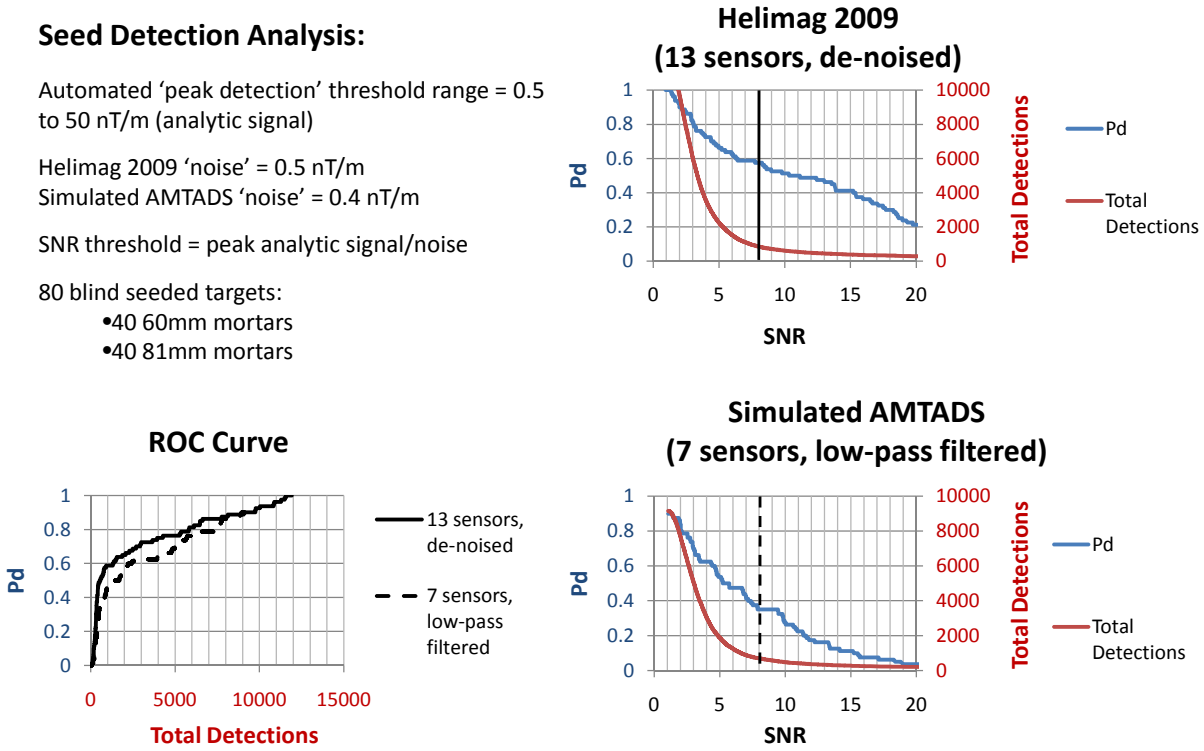 Seed Detection Analysis:
Automated ‘peak detection’ threshold range = 0.5
to 50 nT/m (analytic signal)
Helimag 2009 ‘noise’ = 0.5 nT/m
Simulated AMTADS ‘noise’ = 0.4 nT/m
SNR threshold = peak analytic signal/noise
80 blind seeded targets:
•40 60mm mortars
•40 81mm mortars
Helimag 2009
(13 sensors, de-noised)
1
0.8
0.6
0.4
0.2
0
Pd
10000
8000
6000
4000
2000
0
Total Detections
0 5 10 15 20
SNR
Pd
Total
Detections
ROC Curve
1
0.8
0.6
0.4
0.2
0
Pd
0 5000 10000 15000
Total Detections
13 sensors,
de-noised
7 sensors,
low-pass
filtered
Simulated AMTADS
(7 sensors, low-pass filtered)
1
0.8
0.6
0.4
0.2
0
Pd
10000
8000
6000
4000
2000
0
Total Detections
0 5 10 15 20
SNR
Pd
Total
Detections